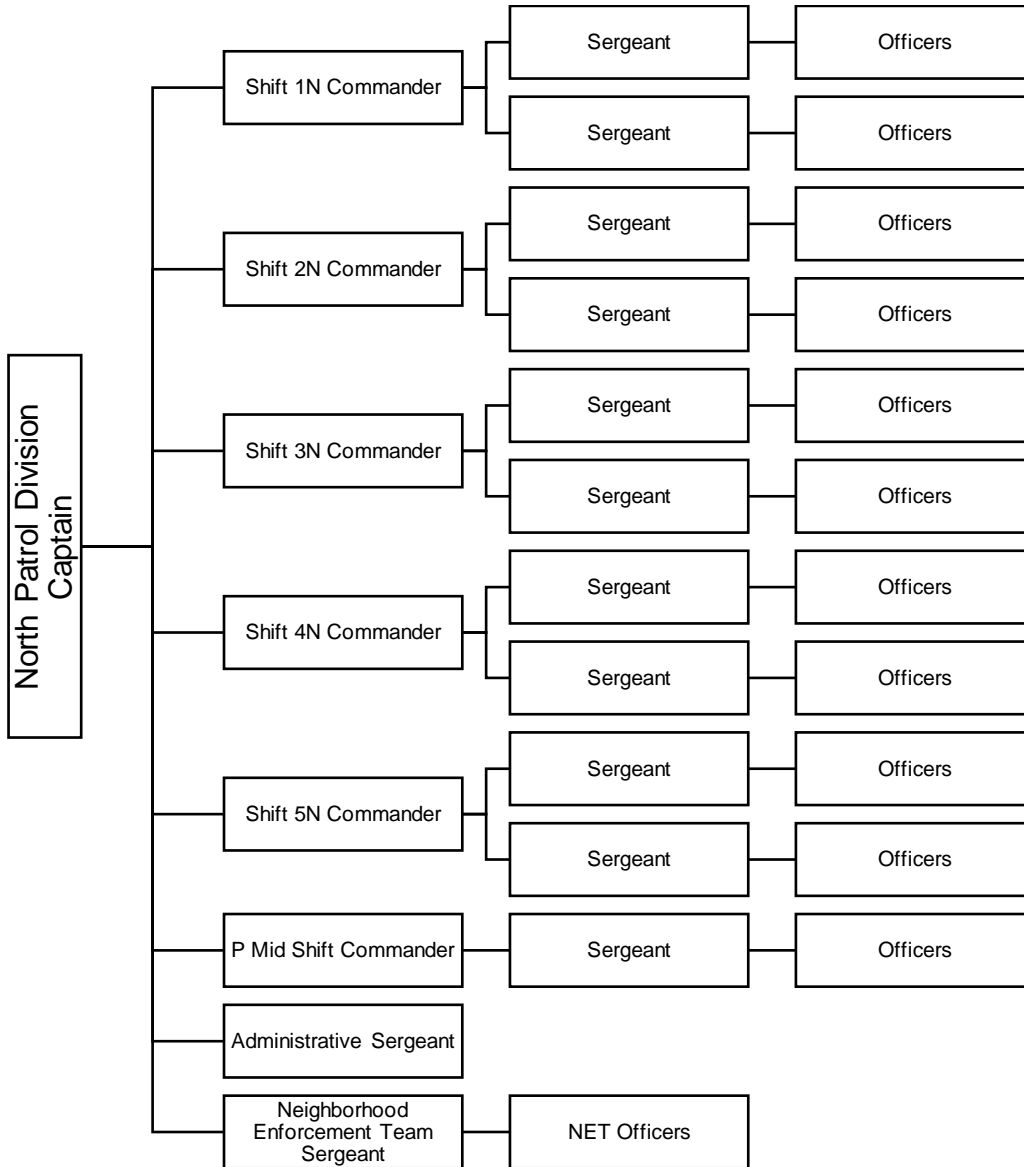 North Patrol Division
Captain
Shift 1N Commander
Sergeant
Officers
Sergeant
Officers
Shift 2N Commander
Sergeant
Officers
Sergeant
Officers
Shift 3N Commander
Sergeant
Officers
Sergeant
Officers
Shift 4N Commander
Sergeant
Officers
Sergeant
Officers
Shift 5N Commander
Sergeant
Officers
Sergeant
Officers
P Mid Shift Commander
Sergeant
Officers
Administrative Sergeant
Neighborhood
Enforcement Team
Sergeant
NET Officers